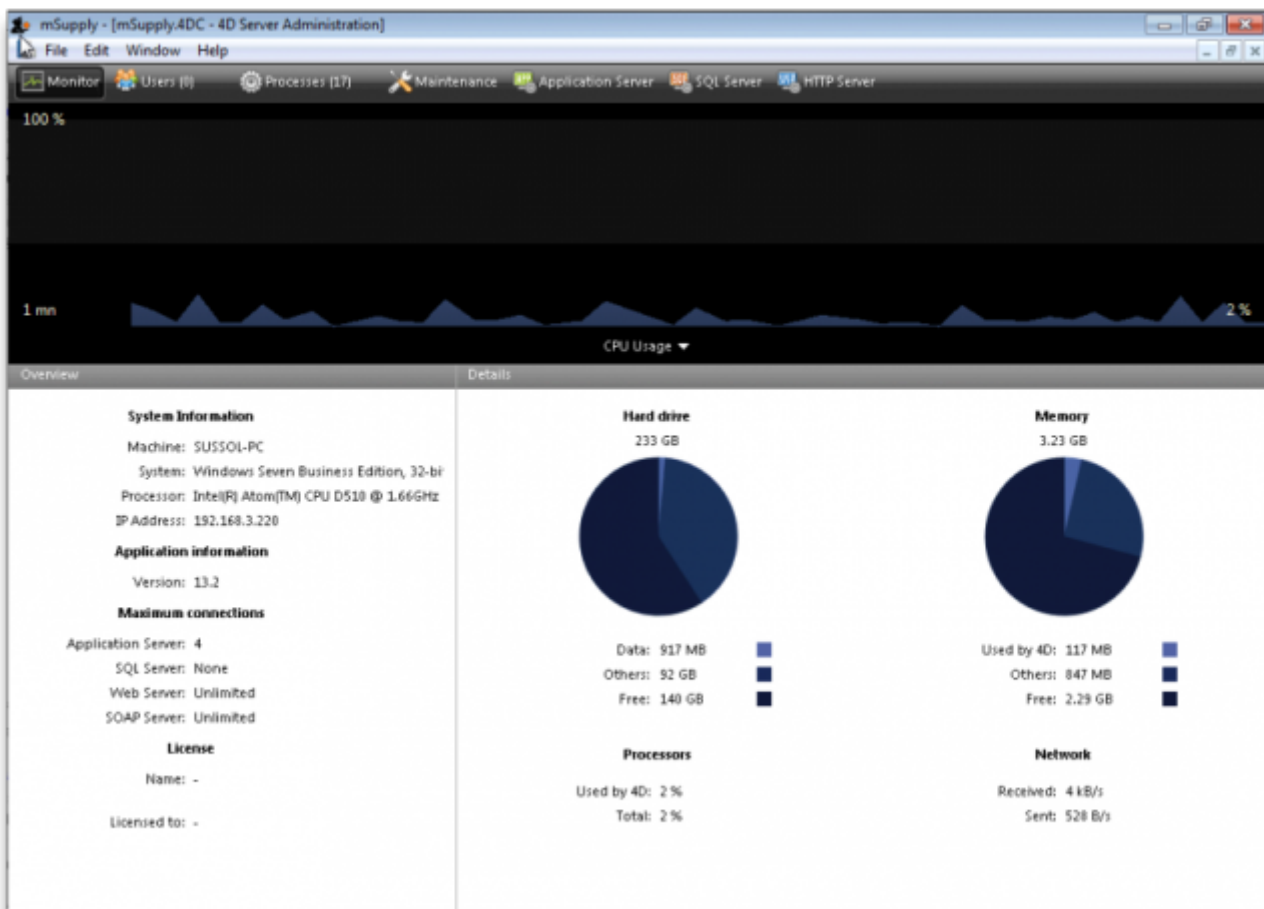 mSupply - [mSupply.4DC - 4D Server Administration]
File Edit Window Help
Monitor Users (0) Processes (17) Maintenance Application Server SQL Server HTTP Server
100 %
1 mn 2 %
CPU Usage
Overview Details
System Information
Machine: SUSSOL-PC
System: Windows Seven Business Edition, 32-bi
Processor: Intel(R) Atom(TM) CPU D510 @ 1.66GHz
IP Address: 192.168.3.220
Application information
Version: 13.2
Maximum connections
Application Server: 4
SQL Server: None
Web Server: Unlimited
SOAP Server: Unlimited
License
Name: -
Licensed to: -
Hard drive
233 GB
Data: 917 MB
Others: 92 GB
Free: 140 GB
Memory
3.23 GB
Used by 4D: 117 MB
Others: 847 MB
Free: 2.29 GB
Processors
Used by 4D: 2 %
Total: 2 %
Network
Received: 4 kB/s
Sent: 528 B/s